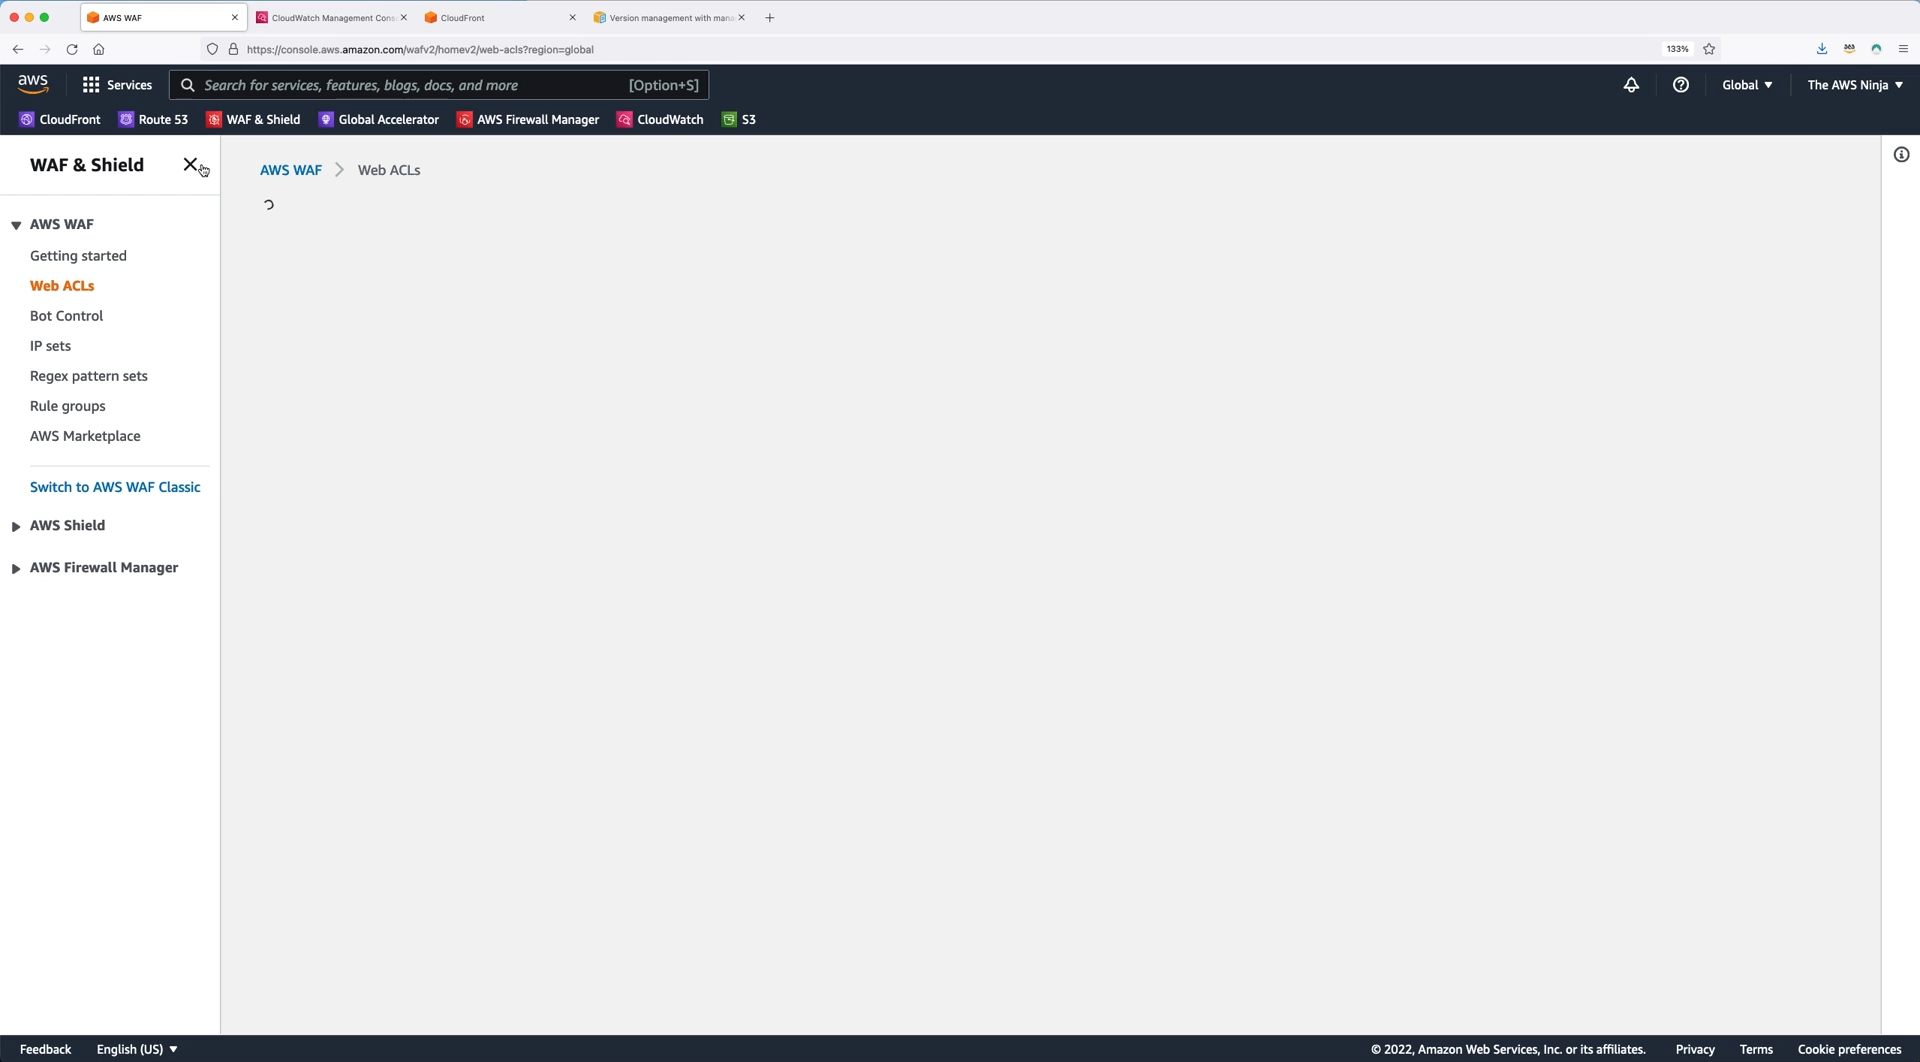 AWS WAF
CloudWatch Management Con
CloudFront
Version management with mana
https://console.aws.amazon.com/wafv2/homev2/web-acls?region=global
133%
aws
Services
Search for services, features, blogs, docs, and more
[Option+S]
Global
The AWS Ninja
CloudFront
Route 53
WAF & Shield
Global Accelerator
AWS Firewall Manager
CloudWatch
S3
WAF & Shield
AWS WAF
Getting started
Web ACLs
Bot Control
IP sets
Regex pattern sets
Rule groups
AWS Marketplace
Switch to AWS WAF Classic
AWS Shield
AWS Firewall Manager
AWS WAF
Web ACLs
Feedback
English (US)
© 2022, Amazon Web Services, Inc. or its affiliates.
Privacy
Terms
Cookie preferences